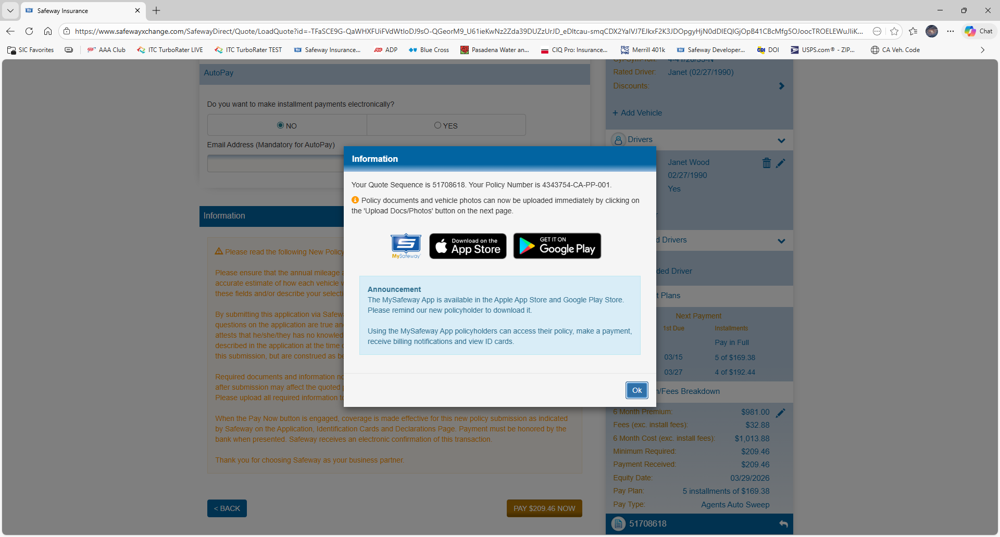 Safeway Insurance
https://www.safewayxchange.com/SafewayDirect/Quote/LoadQuote?id=-TFaSCE9G-QaWHXFUiFVdWtIoDJ9sO-QGeorM9_U61ieKwNz2Zda39DUZzUrJD_eDItcau-smqCDX2YaIVJ7EJkxF2K3JDOpgyHjN0dDIEQIGjOpB41CBcMfg5OJoocTROELEWuJIiK...
Chat
SIC Favorites
AAA Club
ITC TurboRater LIVE
ITC TurboRater TEST
Safeway Insurance...
ADP
Blue Cross
Pasadena Water an...
CIQ Pro: Insurance...
Merrill 401k
Safeway Developer...
CDI DOI
USPS.com® - ZIP...
CA Veh. Code
AutoPay
Do you want to make installment payments electronically?
NO
YES
Email Address (Mandatory for AutoPay)
Information
Please read the following New Policy
Please ensure that the annual mileage
accurate estimate of how each vehicle
these fields and/or describe your selecti
By submitting this application via Safew
questions on the application are true an
attests that he/she/they has no knowled
described in the application at the time
this submission, but are construed as be
Required documents and information no
after submission may affect the quoted
Please upload all required information to
When the Pay Now button is engaged, coverage is made effective for this new policy submission as indicated
by Safeway on the Application, Identification Cards and Declarations Page. Payment must be honored by the
bank when presented. Safeway receives an electronic confirmation of this transaction.
Thank you for choosing Safeway as your business partner.
< BACK
PAY $209.46 NOW
Information
Your Quote Sequence is 51708618. Your Policy Number is 4343754-CA-PP-001.
Policy documents and vehicle photos can now be uploaded immediately by clicking on
the 'Upload Docs/Photos' button on the next page.
S
MySafeway
Download on the
App Store
GET IT ON
Google Play
Announcement
The MySafeway App is available in the Apple App Store and Google Play Store.
Please remind our new policyholder to download it.
Using the MySafeway App policyholders can access their policy, make a payment,
receive billing notifications and view ID cards.
Ok
Rated Driver: Janet (02/27/1990)
Discounts:
+ Add Vehicle
Drivers
Janet Wood
02/27/1990
Yes
d Drivers
ded Driver
t Plans
Next Payment
1st Due Installments
Pay in Full
03/15 5 of $169.38
03/27 4 of $192.44
/Fees Breakdown
6 Month Premium: $981.00
Fees (exc. install fees): $32.88
6 Month Cost (exc. install fees): $1,013.88
Minimum Required: $209.46
Payment Received: $209.46
Equity Date: 03/29/2026
Pay Plan: 5 installments of $169.38
Pay Type: Agents Auto Sweep
51708618